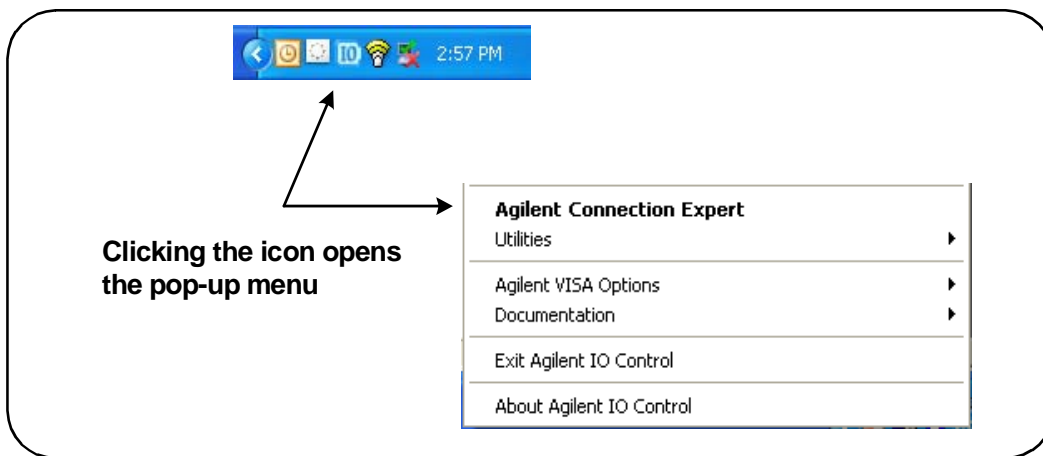 IO 2:57 PM
Clicking the icon opens
the pop-up menu
Agilent Connection Expert
Utilities
Agilent VISA Options
Documentation
Exit Agilent IO Control
About Agilent IO Control